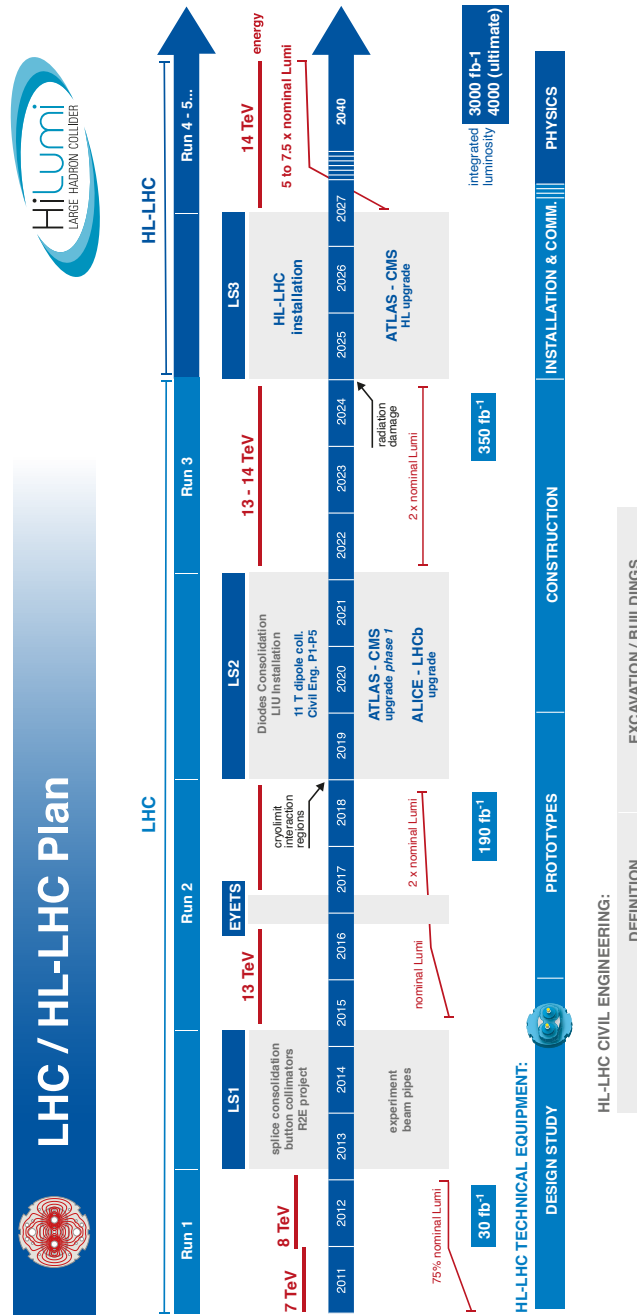 LHC / HL-LHC Plan
HiLumi
LARGE HADRON COLLIDER
LHC
HL-LHC
Run 1
Run 2
Run 3
Run 4 - 5...
LS1
EYETS
LS2
LS3
energy
7 TeV
8 TeV
13 TeV
13 - 14 TeV
14 TeV
splice consolidation
button collimators
R2E project
cryolimit
interaction
regions
Diodes Consolidation
LIU Installation
11 T dipole coll.
Civil Eng. P1-P5
HL-LHC
installation
5 to 7.5 x nominal Lumi
2011
2012
2013
2014
2015
2016
2017
2018
2019
2020
2021
2022
2023
2024
2025
2026
2027
2040
75% nominal Lumi
experiment
beam pipes
nominal Lumi
2 x nominal Lumi
ATLAS - CMS
upgrade phase 1
ALICE - LHCb
upgrade
2 x nominal Lumi
radiation
damage
ATLAS - CMS
HL upgrade
30 fb-1
190 fb-1
350 fb-1
integrated
luminosity
3000 fb-1
4000 (ultimate)
HL-LHC TECHNICAL EQUIPMENT:
DESIGN STUDY
PROTOTYPES
CONSTRUCTION
INSTALLATION & COMM.
PHYSICS
HL-LHC CIVIL ENGINEERING:
DEFINITION
EXCAVATION / BUILDINGS